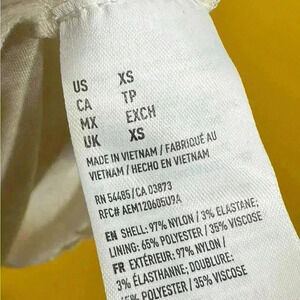 US XS
CA TP
MX EXCH
UK XS
MADE IN VIETNAM / FABRIQUÉ AU
VIETNAM / HECHO EN VIETNAM
RN 54485/CA 03873
RFC# AEM120605U9A
EN SHELL: 97% NYLON / 3% ELASTANE;
LINING: 65% POLYESTER / 35% VISCOSE
FR EXTÉRIEUR: 97% NYLON /
3% ÉLASTHANNE; DOUBLURE:
POLYESTER / 35% VISCOSE